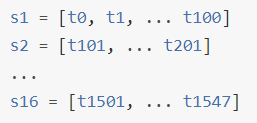 s1 = [t0, t1, ... t100]
s2 = [t101, ... t201]
...
s16 = [t1501, ... t1547]